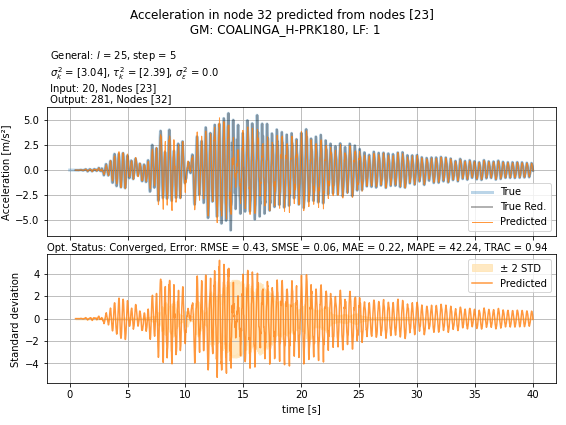 Acceleration in node 32 predicted from nodes [23]
GM: COALINGA_H-PRK180, LF: 1
General: l = 25, step = 5
σ²ₖ = [3.04], τ²ₖ = [2.39], σ²ε = 0.0
Input: 20, Nodes [23]
Output: 281, Nodes [32]
Acceleration [m/s²]
5.0
2.5
0.0
−2.5
−5.0
True
True Red.
Predicted
Opt. Status: Converged, Error: RMSE = 0.43, SMSE = 0.06, MAE = 0.22, MAPE = 42.24, TRAC = 0.94
Standard deviation
4
2
0
−2
−4
± 2 STD
Predicted
0 5 10 15 20 25 30 35 40
time [s]